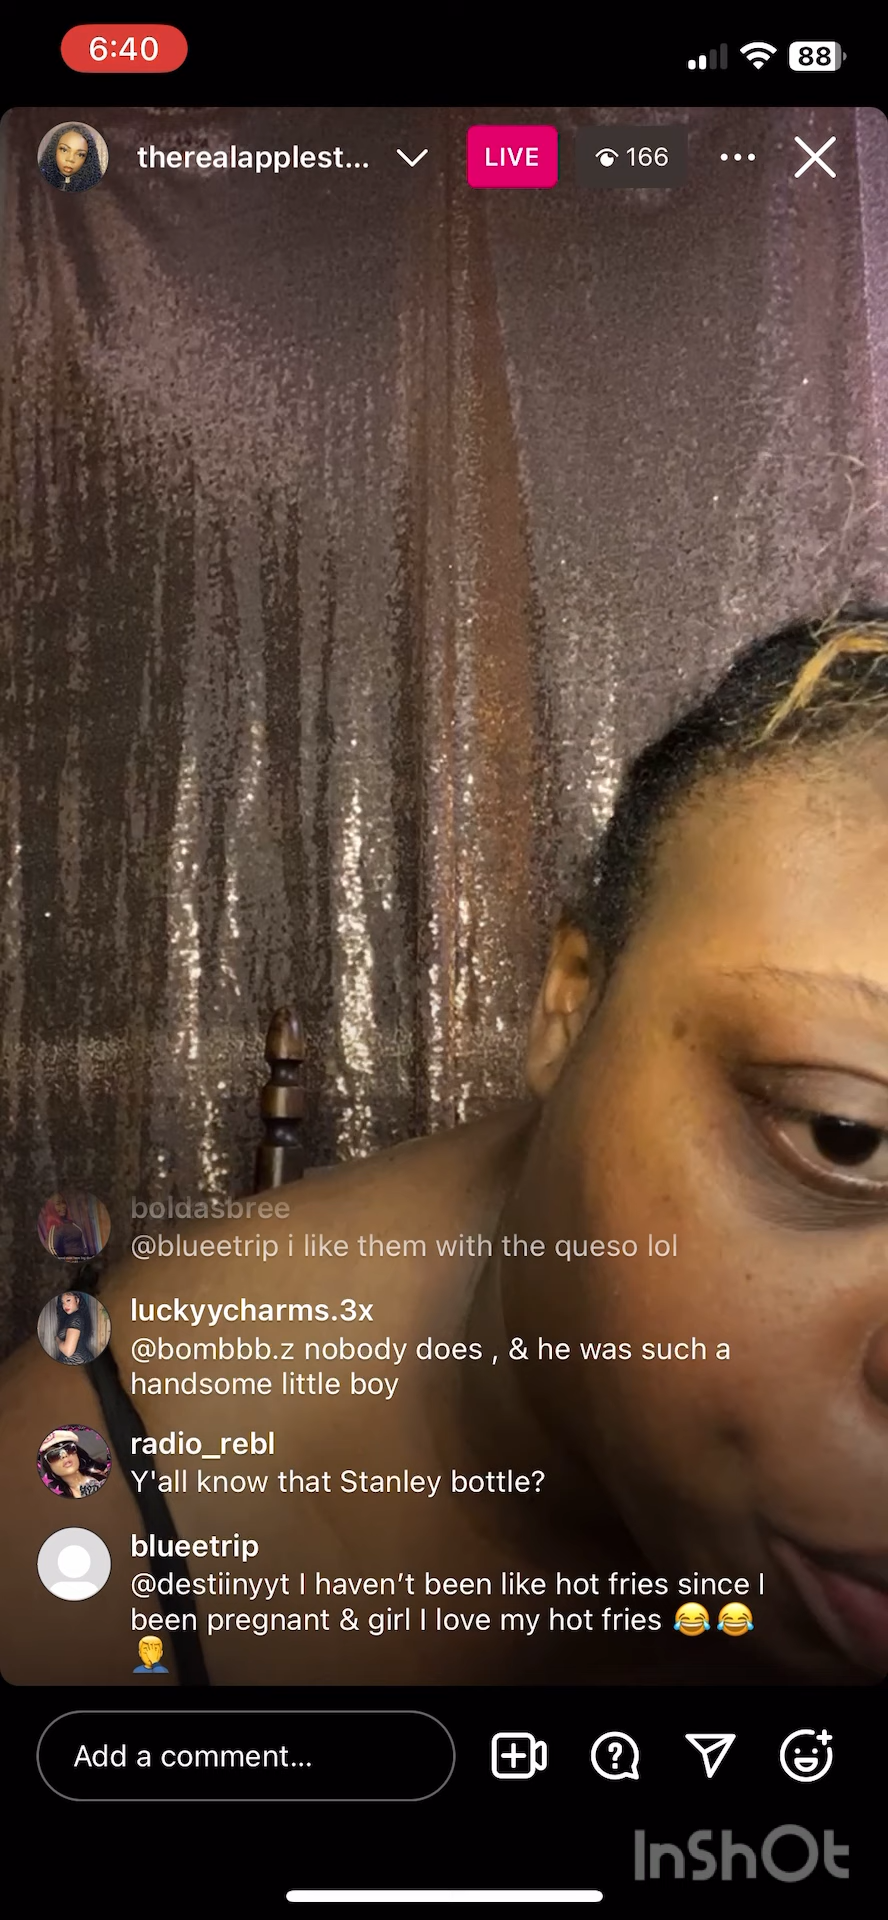 6:40
88
therealapplest...
LIVE
166
boldasbree
@blueetrip i like them with the queso lol
luckyycharms.3x
@bombbb.z nobody does , & he was such a
handsome little boy
radio_rebl
Y'all know that Stanley bottle?
blueetrip
@destiinyyt I haven't been like hot fries since I
been pregnant & girl I love my hot fries 😂😂
🤦‍♂️
Add a comment...
InShOt